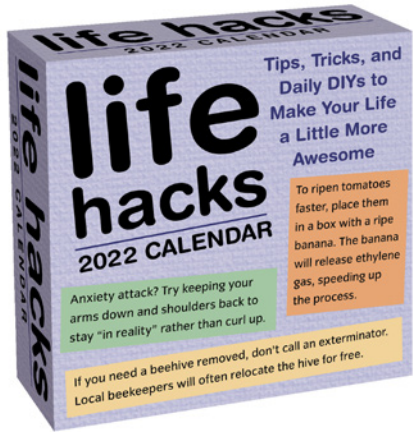 life hacks
2022 CALENDAR
life hacks
2022 CALENDAR
life
hacks
2022 CALENDAR
Tips, Tricks, and
Daily DIYs to
Make Your Life
a Little More
Awesome
To ripen tomatoes
faster, place them
in a box with a ripe
banana. The banana
will release ethylene
gas, speeding up
the process.
Anxiety attack? Try keeping your
arms down and shoulders back to
stay "in reality" rather than curl up.
If you need a beehive removed, don't call an exterminator.
Local beekeepers will often relocate the hive for free.